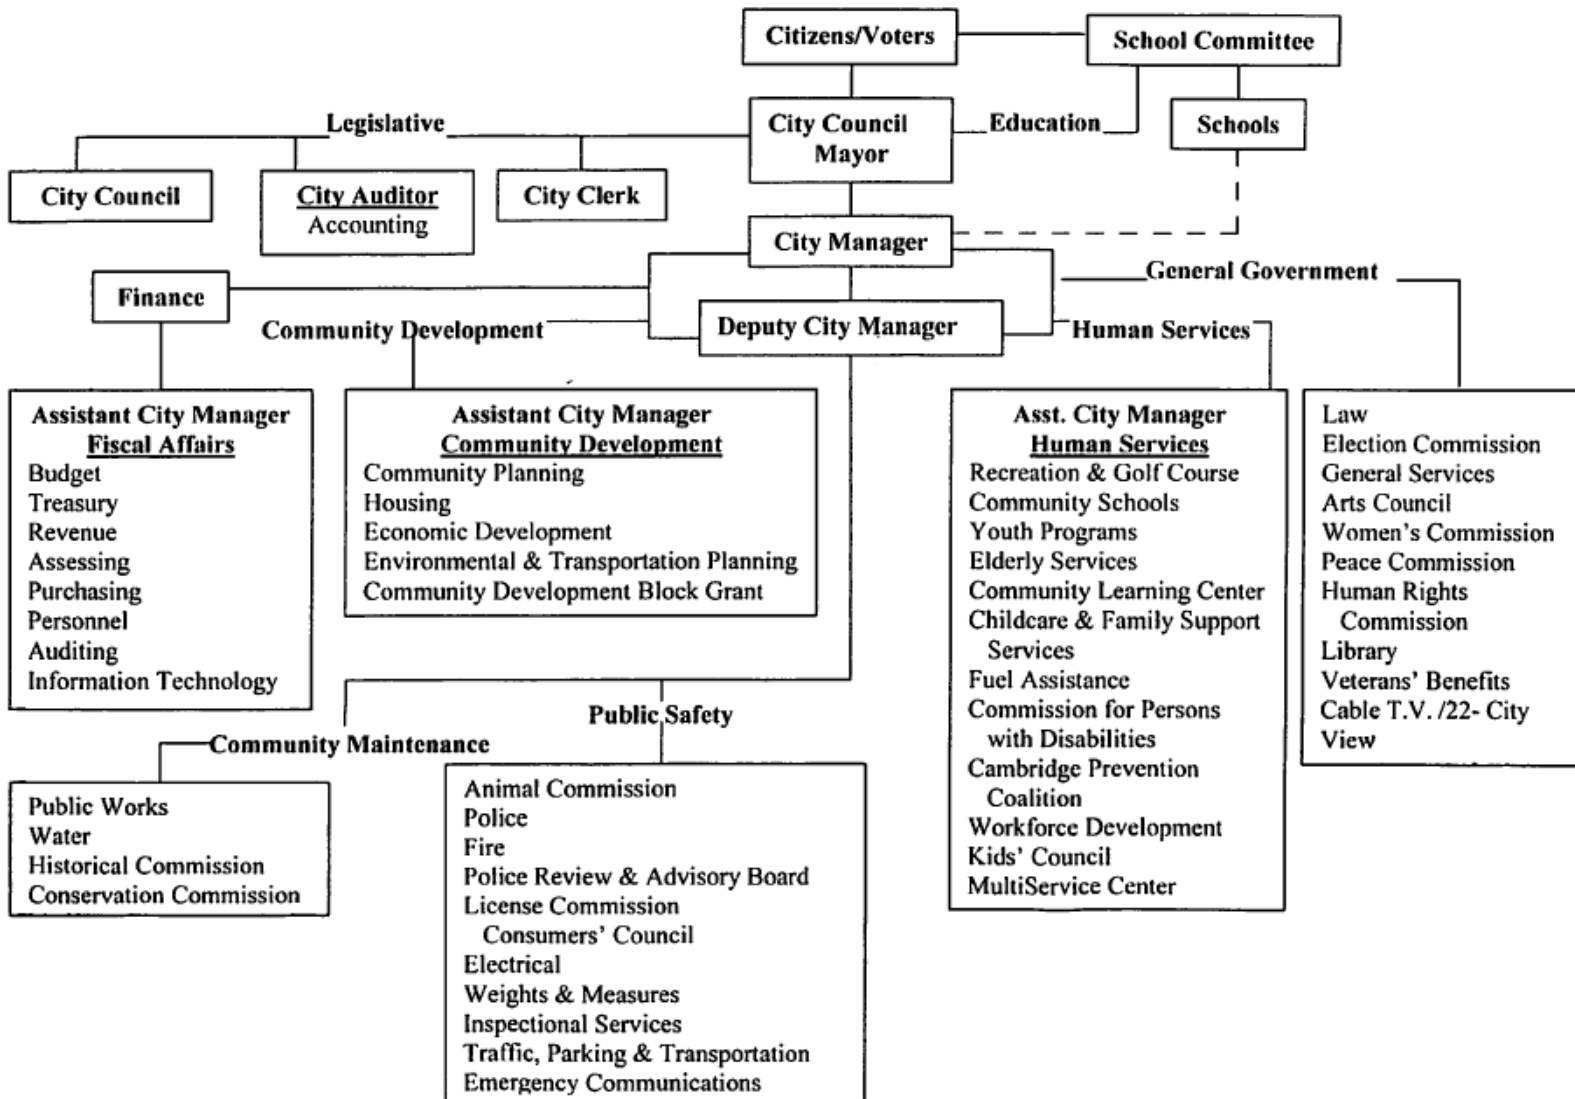 Citizens/Voters
School Committee
Legislative
City Council
Mayor
Education
Schools
City Council
City Auditor
Accounting
City Clerk
City Manager
General Government
Finance
Community Development
Deputy City Manager
Human Services
Assistant City Manager
Fiscal Affairs
Budget
Treasury
Revenue
Assessing
Purchasing
Personnel
Auditing
Information Technology
Assistant City Manager
Community Development
Community Planning
Housing
Economic Development
Environmental & Transportation Planning
Community Development Block Grant
Asst. City Manager
Human Services
Recreation & Golf Course
Community Schools
Youth Programs
Elderly Services
Community Learning Center
Childcare & Family Support
Services
Fuel Assistance
Commission for Persons
with Disabilities
Cambridge Prevention
Coalition
Workforce Development
Kids' Council
MultiService Center
Law
Election Commission
General Services
Arts Council
Women's Commission
Peace Commission
Human Rights
Commission
Library
Veterans' Benefits
Cable T.V. /22- City
View
Community Maintenance
Public Works
Water
Historical Commission
Conservation Commission
Public Safety
Animal Commission
Police
Fire
Police Review & Advisory Board
License Commission
Consumers' Council
Electrical
Weights & Measures
Inspectional Services
Traffic, Parking & Transportation
Emergency Communications